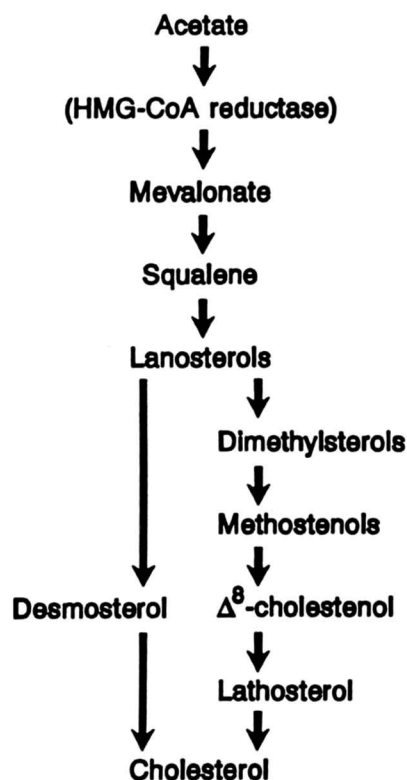 Acetate
(HMG-CoA reductase)
Mevalonate
Squalene
Lanosterols
Dimethylsterols
Methostenols
Desmosterol
Δ⁸-cholestenol
Lathosterol
Cholesterol